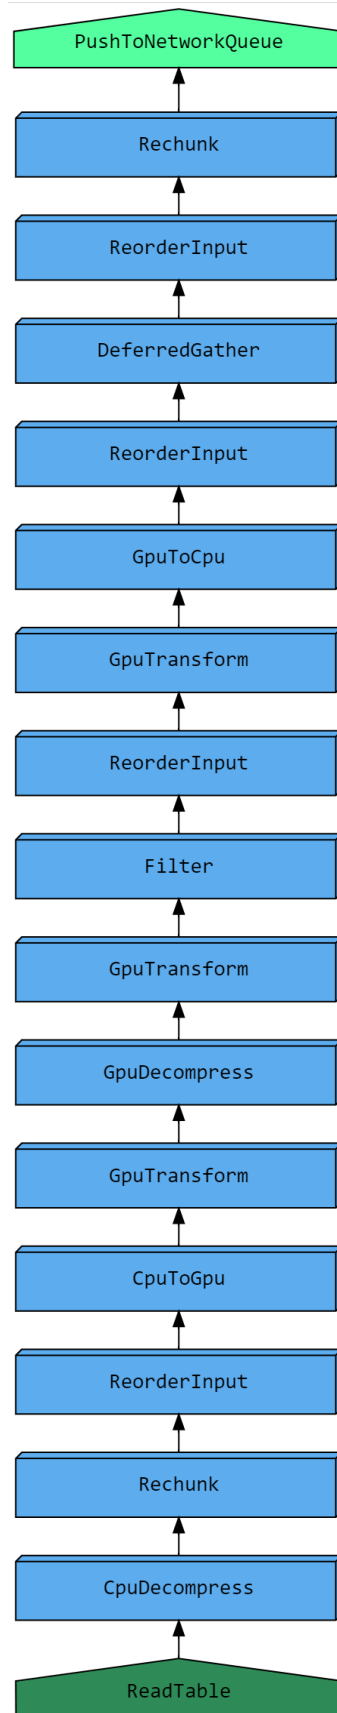 PushToNetworkQueue
Rechunk
ReorderInput
DeferredGather
ReorderInput
GpuToCpu
GpuTransform
ReorderInput
Filter
GpuTransform
GpuDecompress
GpuTransform
CpuToGpu
ReorderInput
Rechunk
CpuDecompress
ReadTable